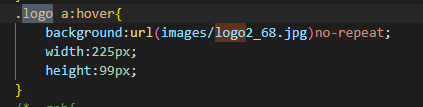 .logo a:hover{
background:url(images/logo2_68.jpg)no-repeat;
width:225px;
height:99px;
}